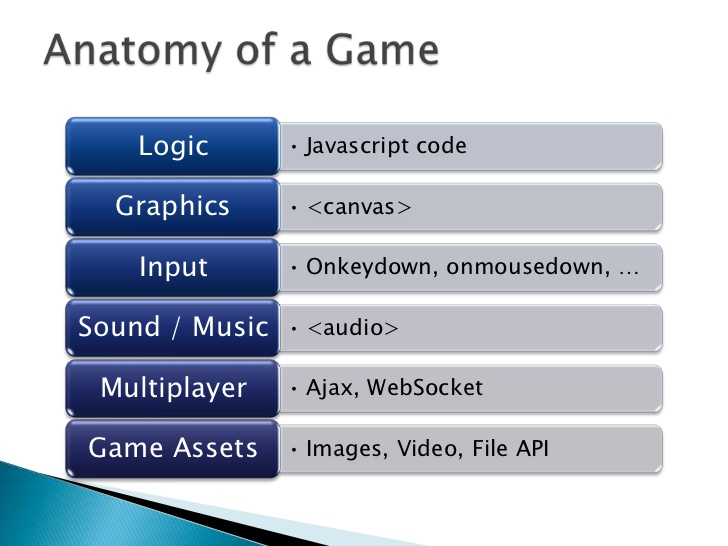 Anatomy of a Game
Logic
• Javascript code
Graphics
• <canvas>
Input
• Onkeydown, onmousedown, …
Sound / Music
• <audio>
Multiplayer
• Ajax, WebSocket
Game Assets
• Images, Video, File API